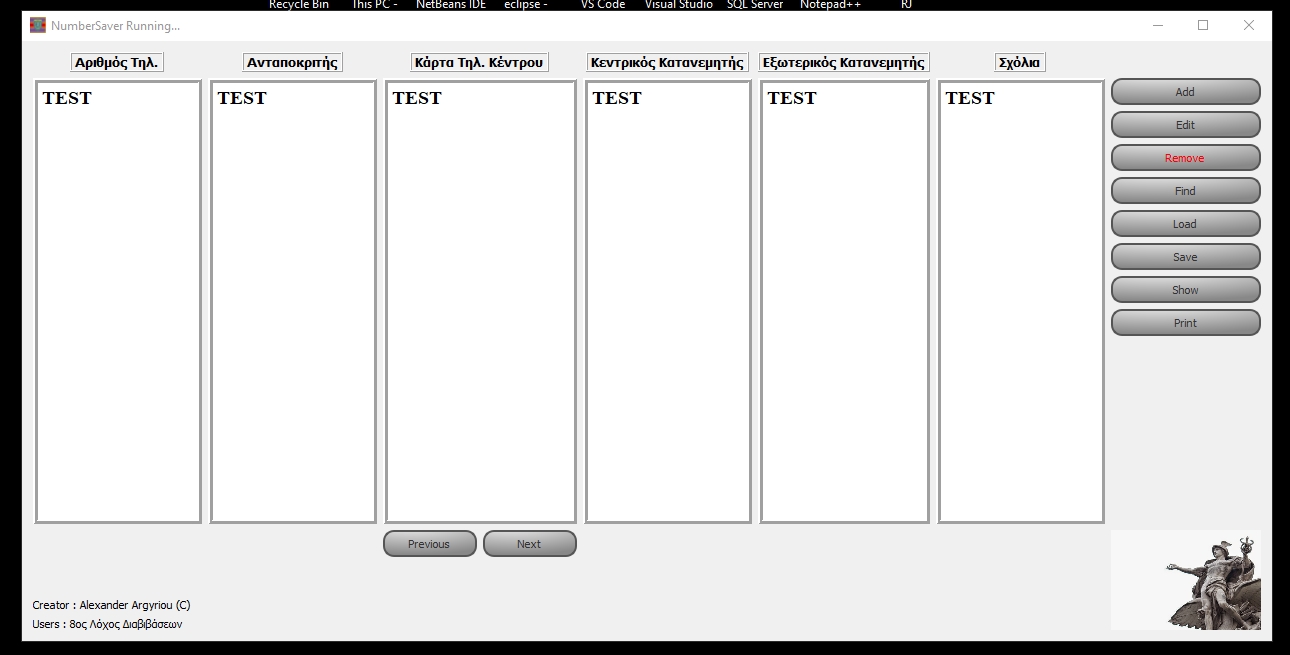 Recycle Bin This PC - NetBeans IDE eclipse - VS Code Visual Studio SQL Server Notepad++ RJ
NumberSaver Running...
Αριθμός Τηλ. Ανταποκριτής Κάρτα Τηλ. Κέντρου Κεντρικός Κατανεμητής Εξωτερικός Κατανεμητής Σχόλια
TEST TEST TEST TEST TEST TEST
Add
Edit
Remove
Find
Load
Save
Show
Print
Previous Next
Creator : Alexander Argyriou (C)
Users : 8ος Λόχος Διαβιβάσεων